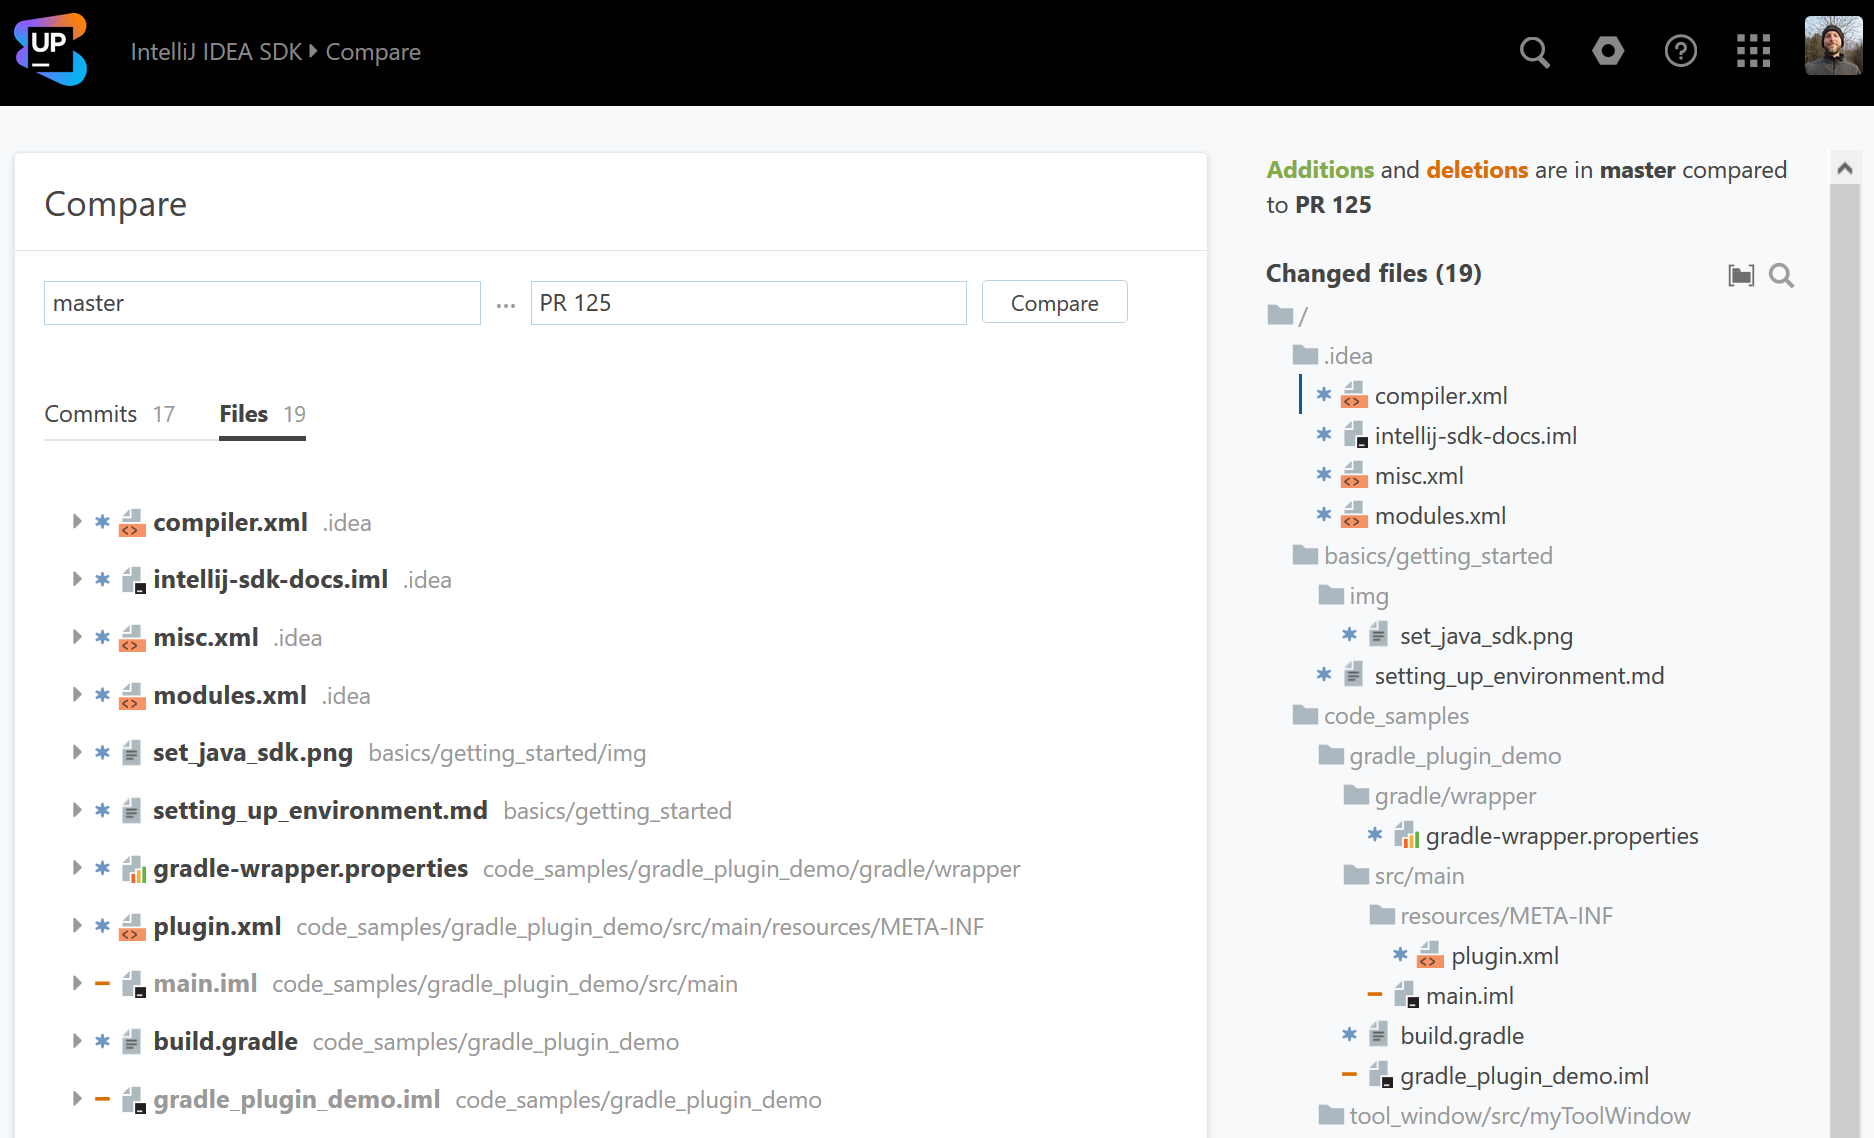 UP
IntelliJ IDEA SDK Compare
Compare
master ... PR 125 Compare
Commits 17 Files 19
compiler.xml .idea
intellij-sdk-docs.iml .idea
misc.xml .idea
modules.xml .idea
set_java_sdk.png basics/getting_started/img
setting_up_environment.md basics/getting_started
gradle-wrapper.properties code_samples/gradle_plugin_demo/gradle/wrapper
plugin.xml code_samples/gradle_plugin_demo/src/main/resources/META-INF
main.iml code_samples/gradle_plugin_demo/src/main
build.gradle code_samples/gradle_plugin_demo
gradle_plugin_demo.iml code_samples/gradle_plugin_demo
Additions and deletions are in master compared
to PR 125
Changed files (19)
/
.idea
compiler.xml
intellij-sdk-docs.iml
misc.xml
modules.xml
basics/getting_started
img
set_java_sdk.png
setting_up_environment.md
code_samples
gradle_plugin_demo
gradle/wrapper
gradle-wrapper.properties
src/main
resources/META-INF
plugin.xml
main.iml
build.gradle
gradle_plugin_demo.iml
tool_window/src/myToolWindow